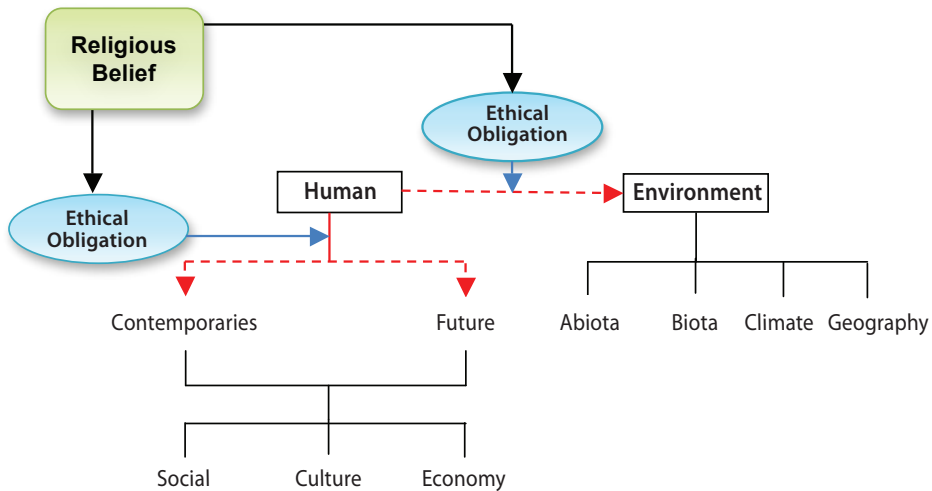 Religious
Belief
Ethical
Obligation
Human
Environment
Ethical
Obligation
Contemporaries
Future
Abiota
Biota
Climate
Geography
Social
Culture
Economy